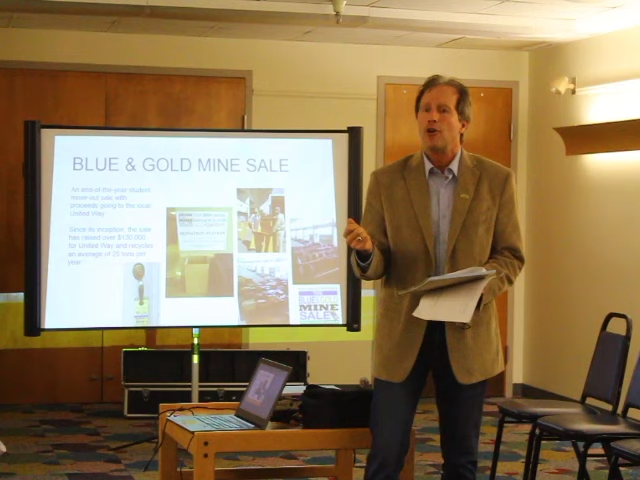 BLUE & GOLD MINE SALE
An end-of-the-year student
move-out sale with
proceeds going to the local
United Way
Since its inception, the sale
has raised over $130,000
for United Way and recycles
an average of 25 tons per
year
MINE
SALE